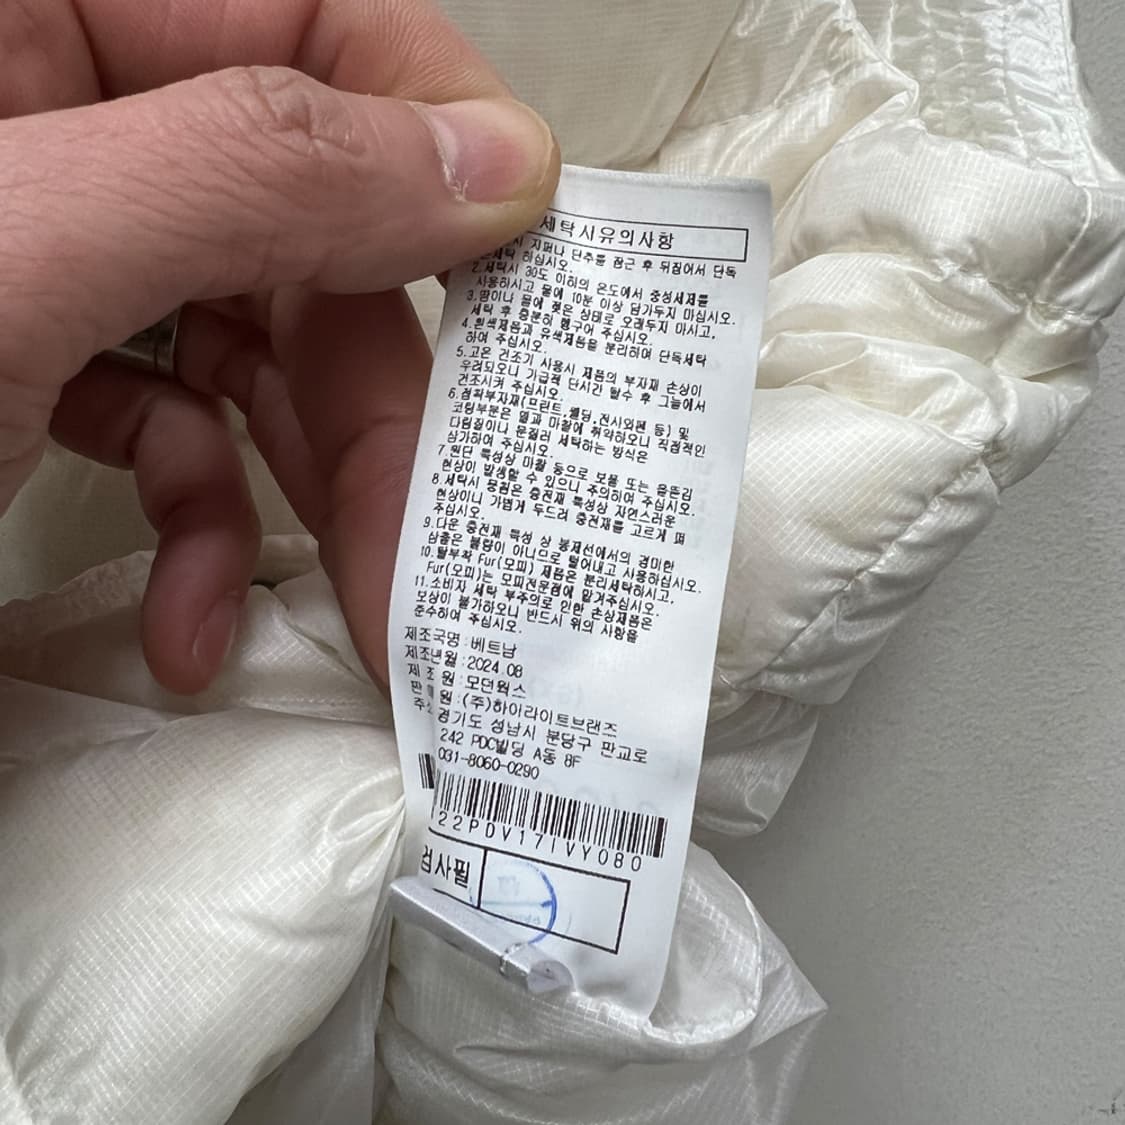 세탁시유의사항
지퍼나 단추를 잠근 후 뒤집어서 단독
하십시오.
2.세탁시 30도 이하의 온도에서 중성세제를
사용하시고 물에 10분 이상 담가두지 마십시오.
3.땀이나 물에 젖은 상태로 오래두지 마시고,
세탁 후 충분히 헹구어 주십시오.
4.흰색제품과 유색제품을 분리하여 단독세탁
하여 주십시오.
5.고온 건조기 사용시 제품의 부자재 손상이
우려되오니 가급적 단시간 탈수 후 그늘에서
건조시켜 주십시오.
6.접착부자재(프린트,웰딩,전사와펜 등) 및
코팅부분은 열과 마찰에 취약하오니 직접적인
다림질이나 문질러 세탁하는 방식은
삼가하여 주십시오.
7.원단 특성상 마찰 등으로 보풀 또는 올뜯김
현상이 발생할 수 있으니 주의하여 주십시오.
8.세탁시 뭉침은 충전재 특성상 자연스러운
현상이니 가볍게 두드려 충전재를 고르게 펴
주십시오.
9.다운 충전재 특성 상 봉제선에서의 경미한
삼출은 불량이 아니므로 털어내고 사용하십시오.
10.탈부착 Fur(모피) 제품은 분리세탁하시고,
Fur(모피)는 모피전문점에 맡겨주십시오.
11.소비자 세탁 부주의로 인한 손상제품은
보상이 불가하오니 반드시 위의 사항을
준수하여 주십시오.
제조국명:베트남
제조년월:2024.08
제 조 원:모던웍스
판 매 원:(주)하이라이트브랜즈
주소 경기도 성남시 분당구 판교로
242 PDC빌딩 A동 8F
031-8060-0290
22PDV17IVY080
검사필